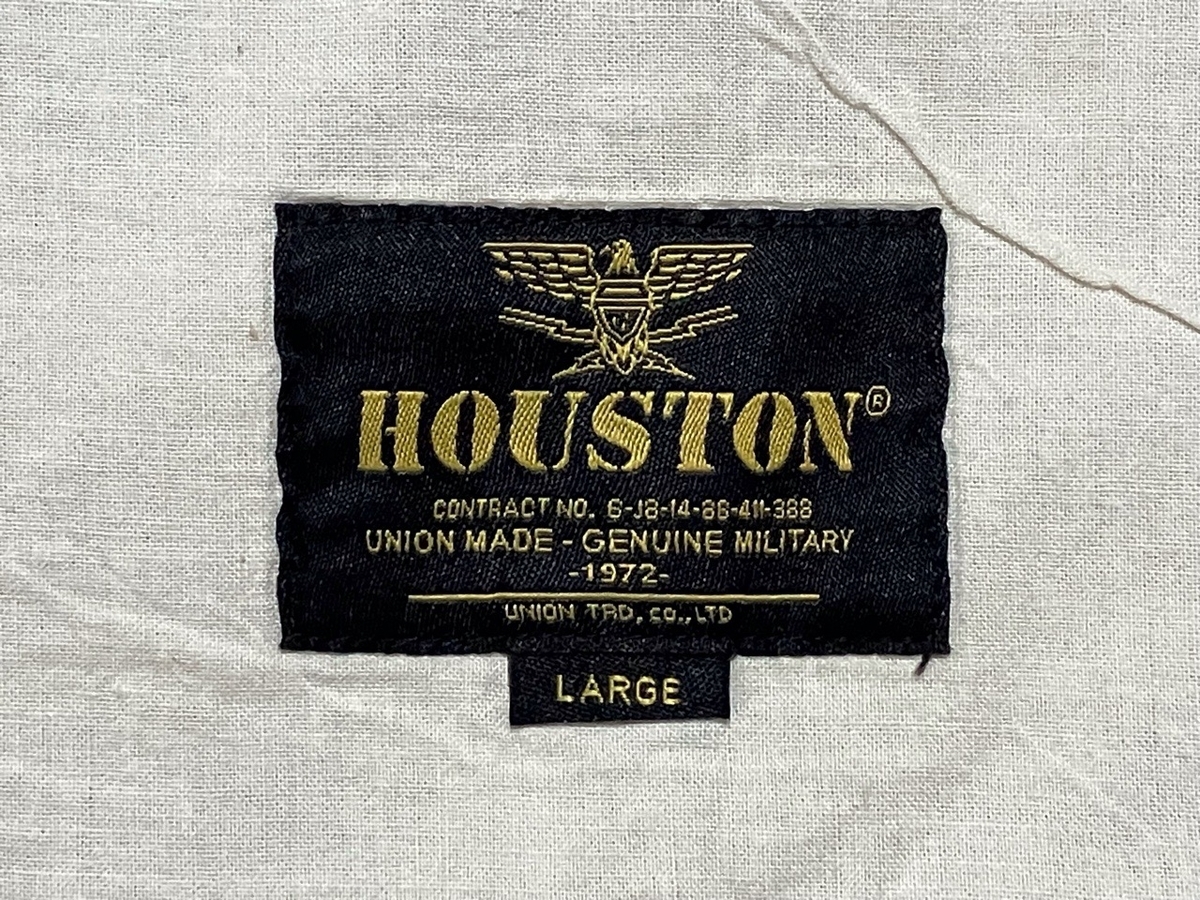 HOUSTON®
CONTRACT NO. 6-J8-14-86-411-388
UNION MADE - GENUINE MILITARY
-1972-
UNION TRD. CO.,LTD
LARGE